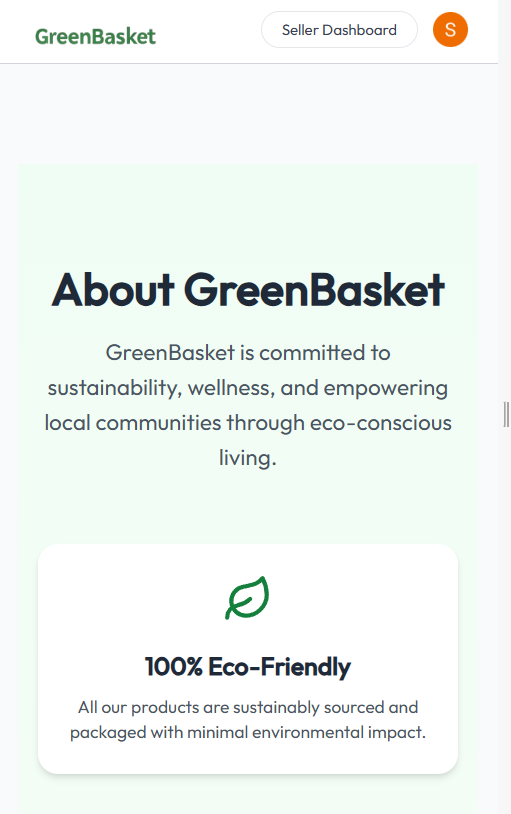 GreenBasket
Seller Dashboard
S
About GreenBasket
GreenBasket is committed to
sustainability, wellness, and empowering
local communities through eco-conscious
living.
100% Eco-Friendly
All our products are sustainably sourced and
packaged with minimal environmental impact.